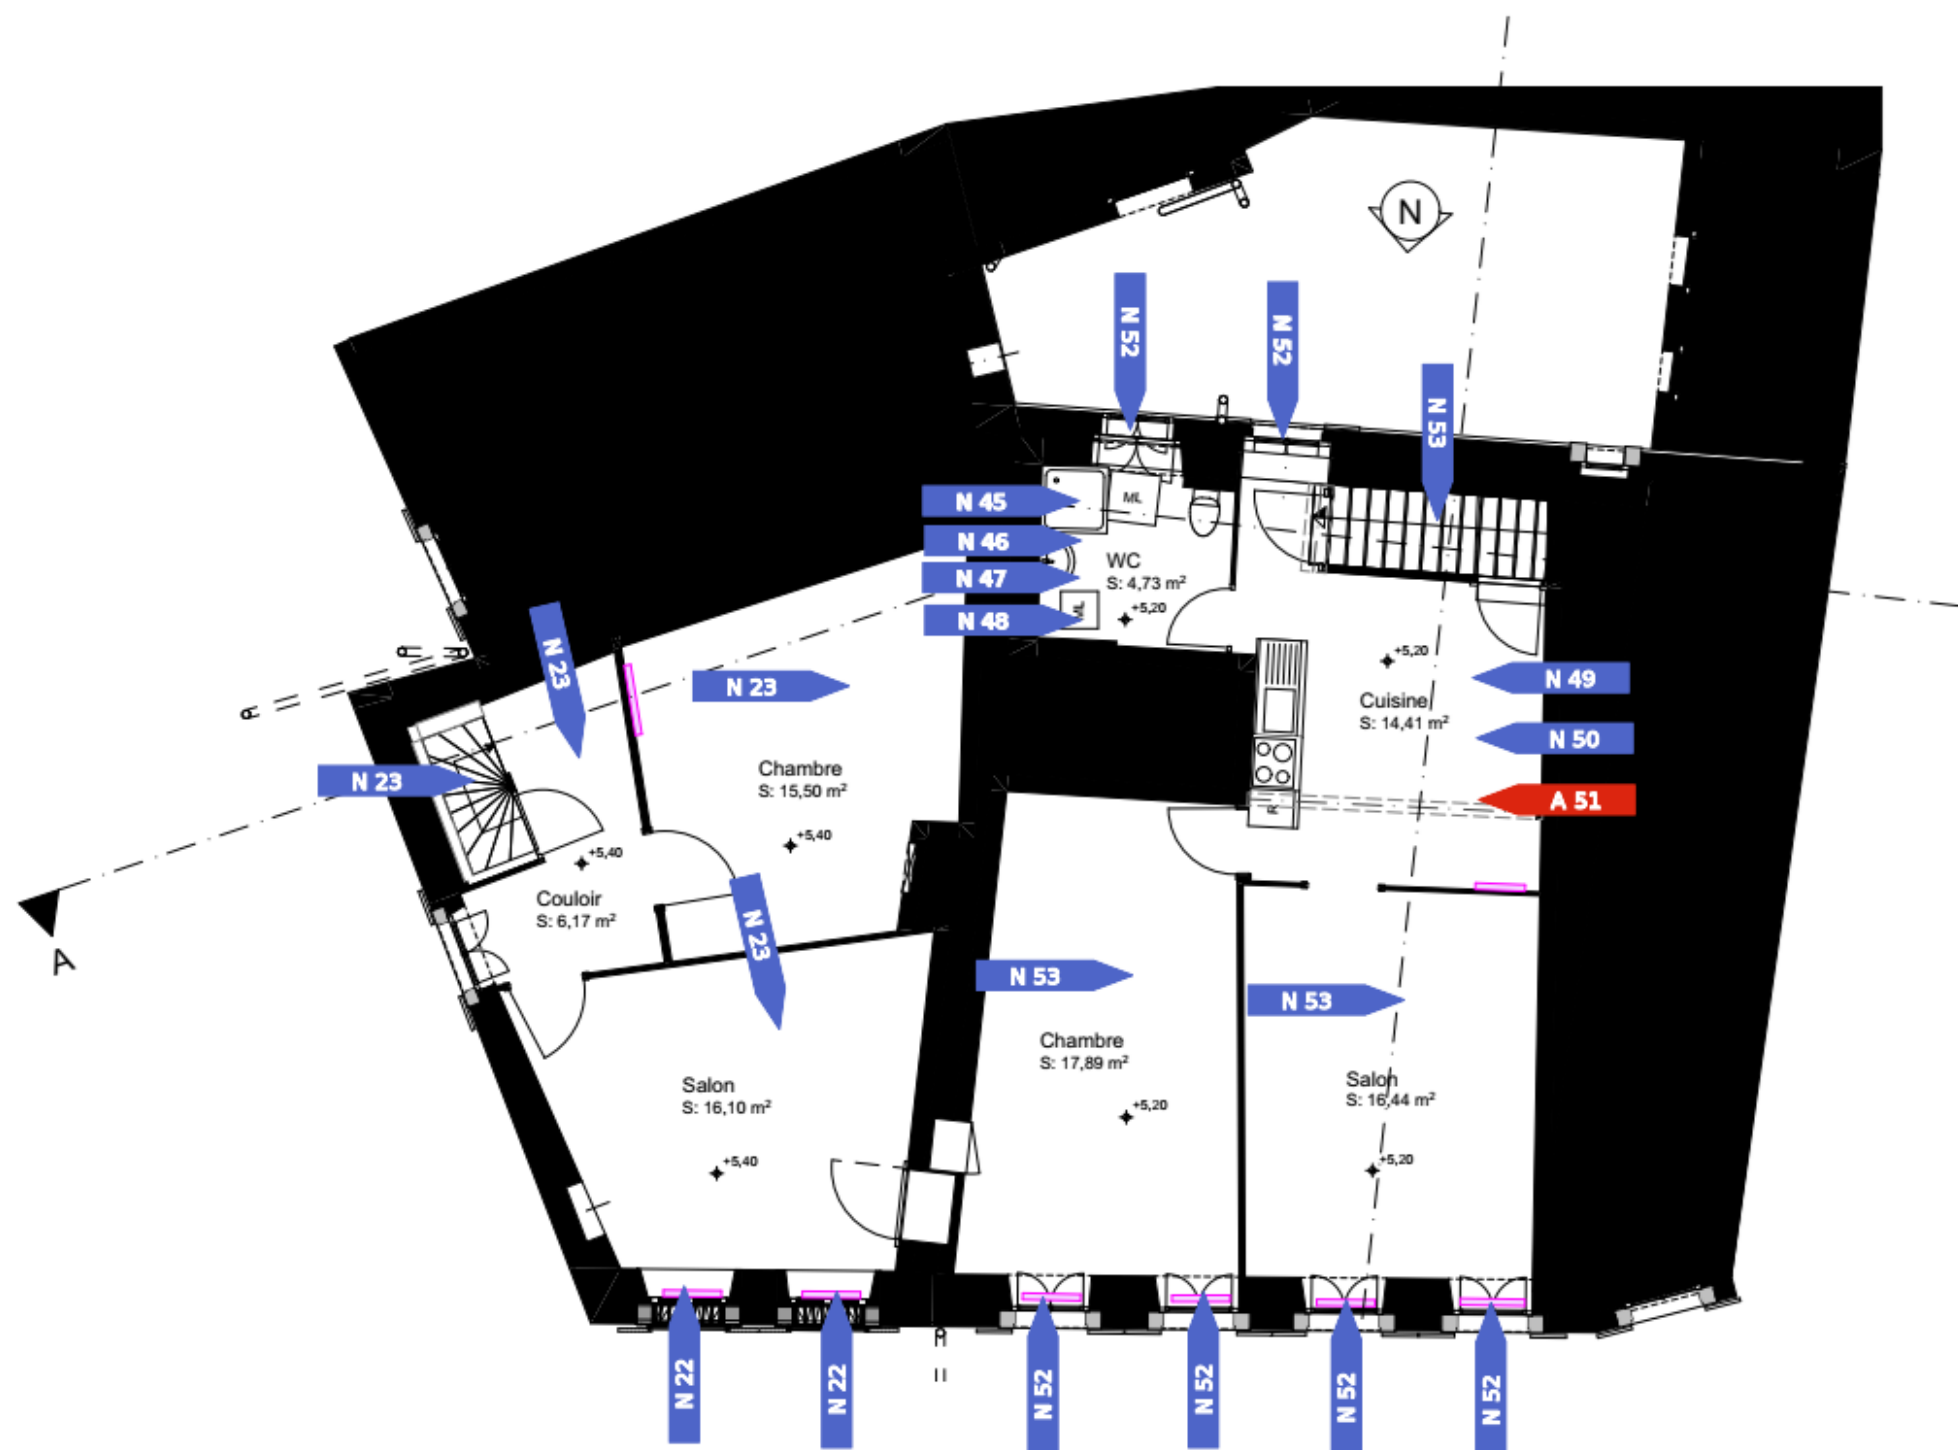 N
N 52
N 52
N 53
N 45
ML
N 46
WC
N 47
S: 4,73 m²
N 48
ML
+5,20
+5,20
N 23
N 23
N 49
Cuisine
S: 14,41 m²
N 50
N 23
Chambre
S: 15,50 m²
A 51
R
+5,40
+5,40
Couloir
S: 6,17 m²
N 23
A
N 53
N 53
Chambre
S: 17,89 m²
Salon
S: 16,10 m²
Salon
S: 16,44 m²
+5,20
+5,40
+5,20
N 22
N 22
N 52
N 52
N 52
N 52